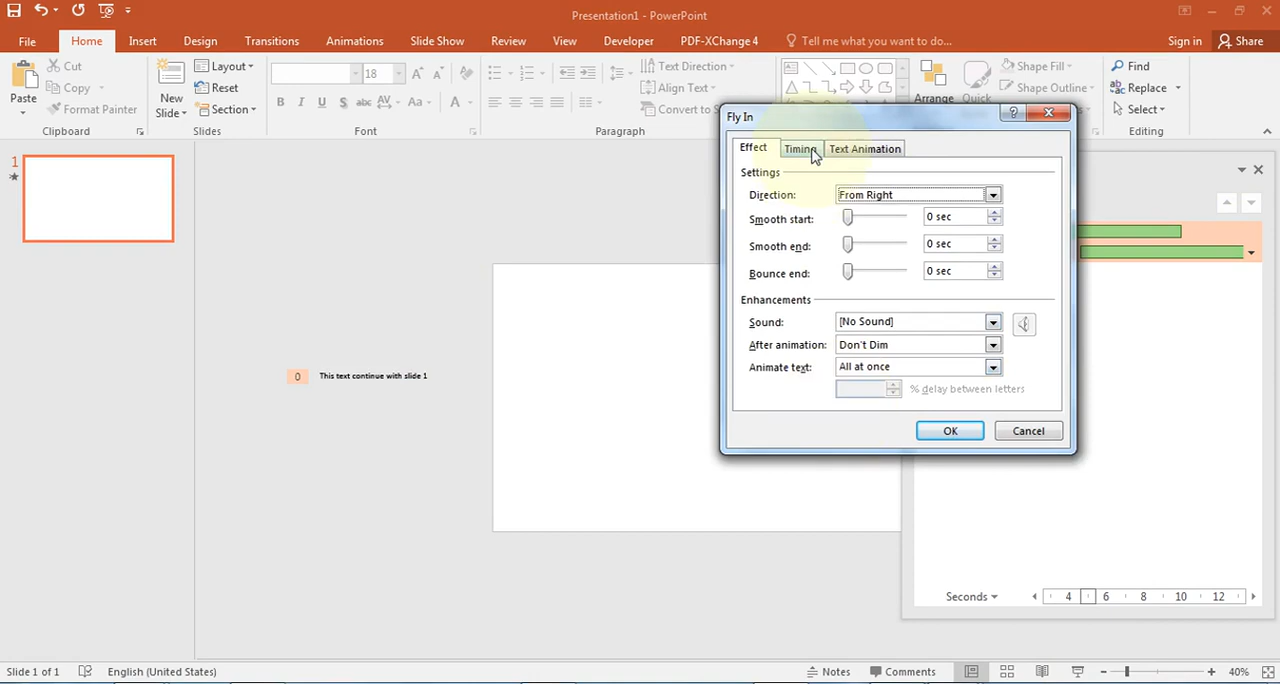 Presentation1 - PowerPoint
File Home Insert Design Transitions Animations Slide Show Review View Developer PDF-XChange 4 Tell me what you want to do... Sign in Share
Paste
Cut
Copy
Format Painter
Clipboard
New Slide
Layout
Reset
Section
Slides
18
B I U S abc AV Aa A
Font
Text Direction
Align Text
Convert to S
Paragraph
Arrange
Quick
Shape Fill
Shape Outline
Find
Replace
Select
Editing
1
0 This text continue with slide 1
Fly In
Effect Timing Text Animation
Settings
Direction: From Right
Smooth start: 0 sec
Smooth end: 0 sec
Bounce end: 0 sec
Enhancements
Sound: [No Sound]
After animation: Don't Dim
Animate text: All at once
% delay between letters
OK Cancel
Seconds 4 6 8 10 12
Slide 1 of 1 English (United States) Notes Comments 40%